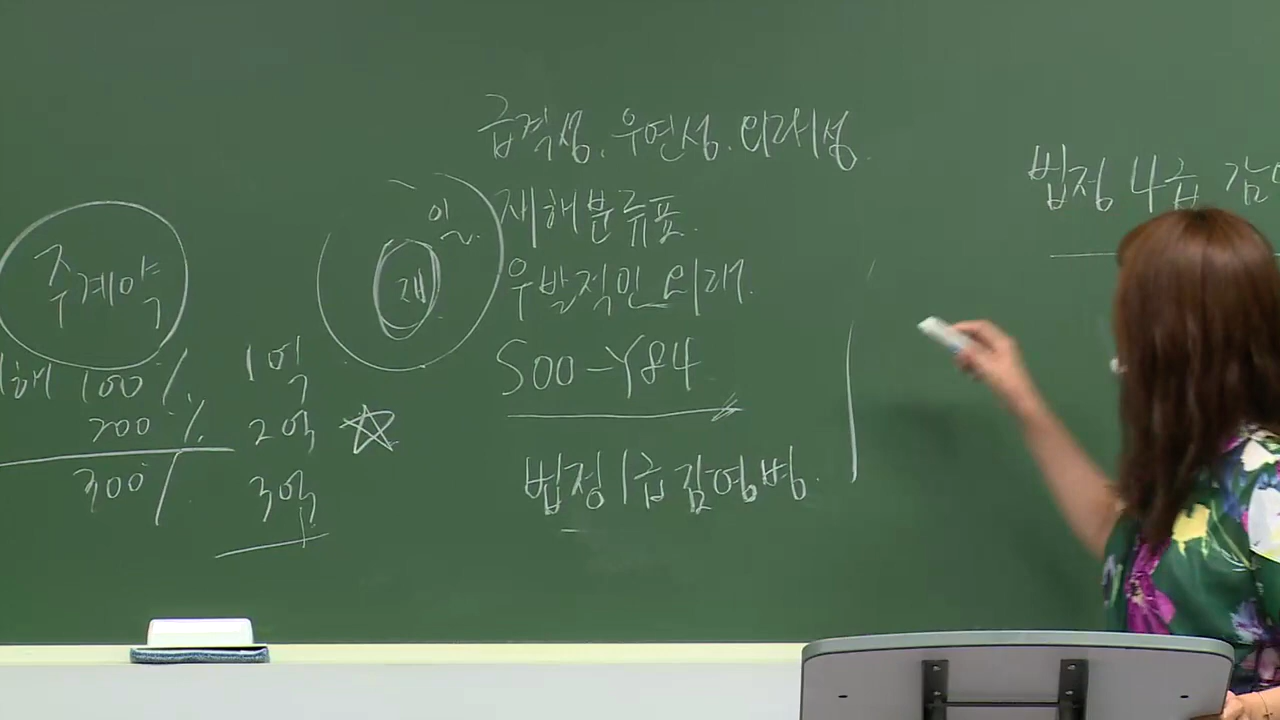 급격성. 우연성. 외래성.
재해분류표.
우발적인 외래.
S00-Y84
법정1급감염병.
일
재
주계약
재해 100% 1억
200% 2억 ☆
300% 3억
법정 4급 감